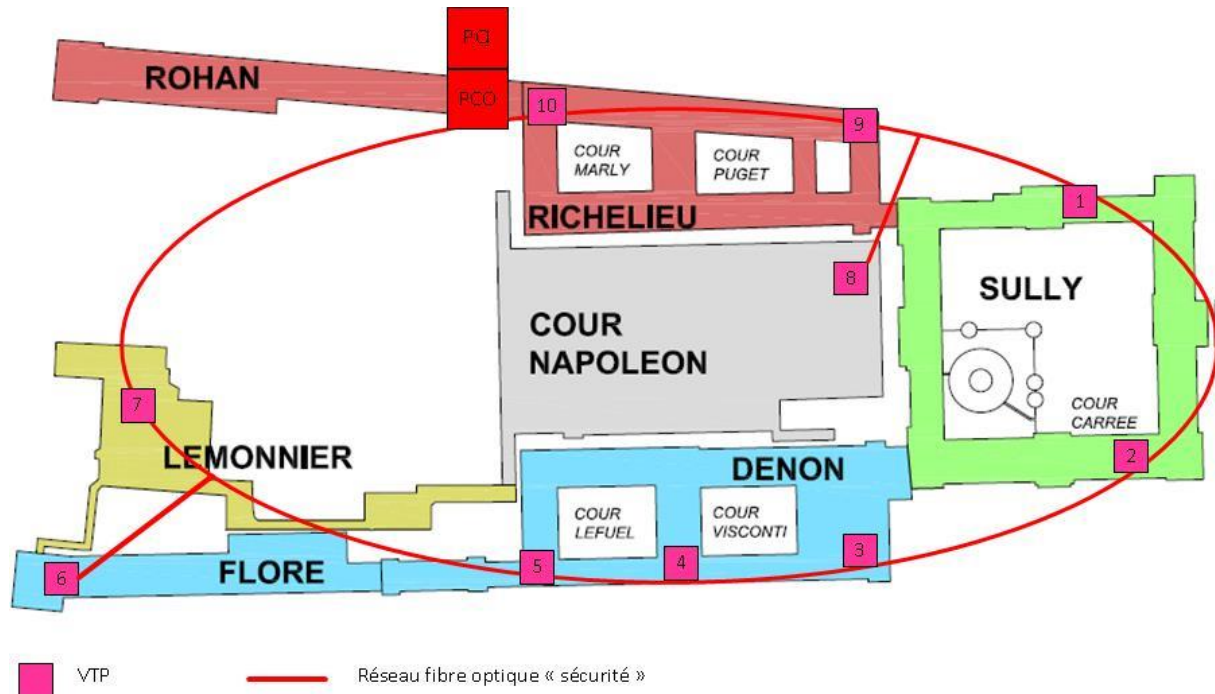 PCI
PCO
ROHAN
10
9
COUR
MARLY
COUR
PUGET
1
RICHELIEU
8
SULLY
COUR
NAPOLEON
7
COUR
CARREE
LEMONNIER
DENON
2
COUR
LEFUEL
COUR
VISCONTI
3
4
5
6
FLORE
VTP
Réseau fibre optique « sécurité »